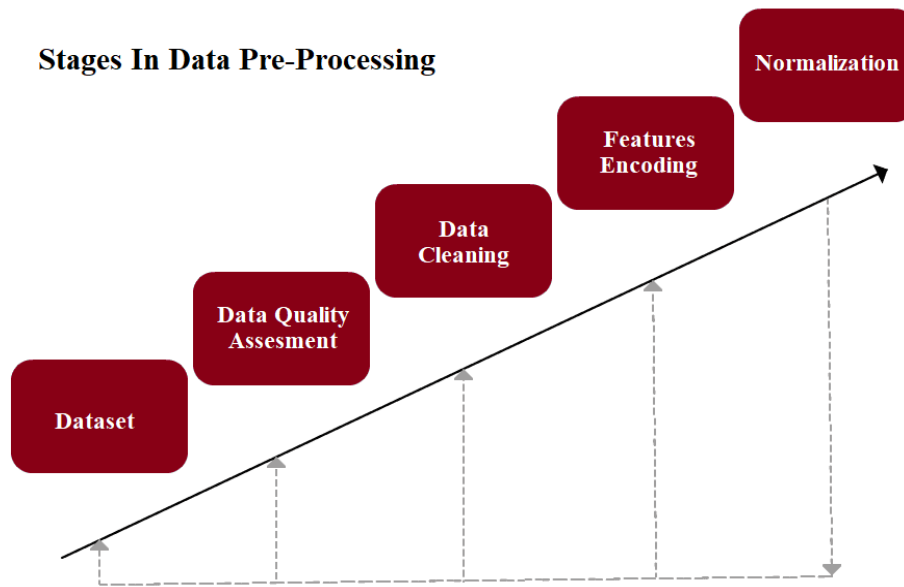 Stages In Data Pre-Processing
Normalization
Features
Encoding
Data
Cleaning
Data Quality
Assesment
Dataset